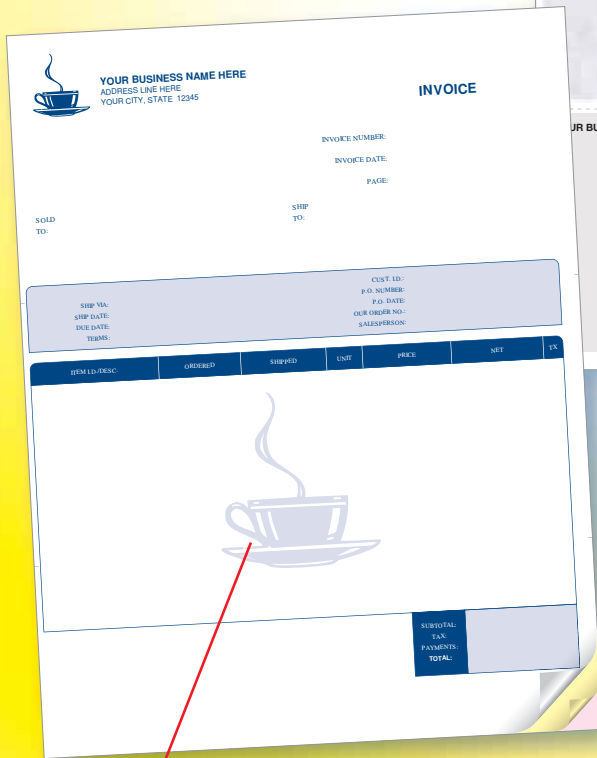 YOUR BUSINESS NAME HERE
ADDRESS LINE HERE
YOUR CITY, STATE  12345
INVOICE
UR BU
INVOICE NUMBER:
INVOICE DATE:
PAGE:
SOLD
TO:
SHIP
TO:
SHIP VIA:
SHIP DATE:
DUE DATE:
TERMS:
CUST. I.D.:
P.O. NUMBER:
P.O. DATE:
OUR ORDER NO.:
SALESPERSON:
ITEM I.D./DESC. ORDERED SHIPPED UNIT PRICE NET TX
SUBTOTAL:
TAX:
PAYMENTS:
TOTAL: